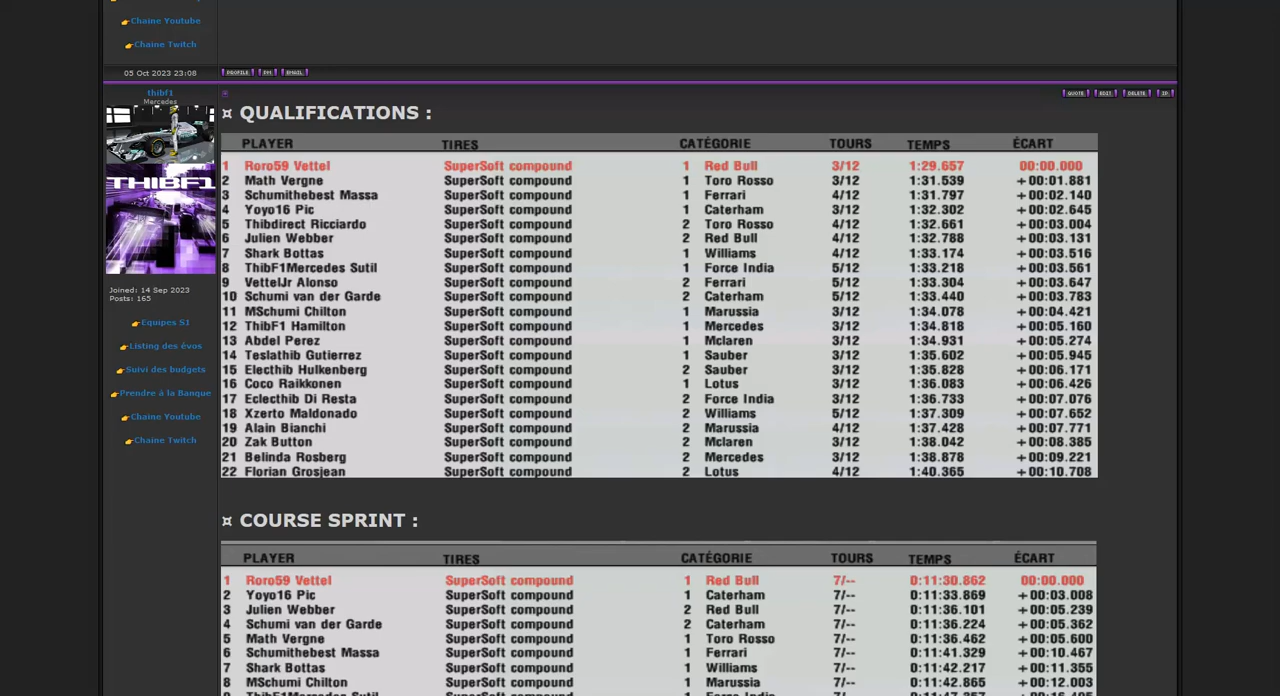 👉Chaine Youtube
👉Chaine Twitch
05 Oct 2023 23:08 PROFILE PM EMAIL
thibf1
Mercedes
THIBF1
Joined: 14 Sep 2023
Posts: 165
👉Equipes S1
👉Listing des évos
👉Suivi des budgets
👉Prendre à la Banque
👉Chaine Youtube
👉Chaine Twitch
QUOTE EDIT DELETE IP
¤ QUALIFICATIONS :
PLAYER TIRES CATÉGORIE TOURS TEMPS ÉCART
1 Roro59 Vettel SuperSoft compound 1 Red Bull 3/12 1:29.657 00:00.000
2 Math Vergne SuperSoft compound 1 Toro Rosso 3/12 1:31.539 +00:01.881
3 Schumithebest Massa SuperSoft compound 1 Ferrari 4/12 1:31.797 +00:02.140
4 Yoyo16 Pic SuperSoft compound 1 Caterham 3/12 1:32.302 +00:02.645
5 Thibdirect Ricciardo SuperSoft compound 2 Toro Rosso 4/12 1:32.661 +00:03.004
6 Julien Webber SuperSoft compound 2 Red Bull 4/12 1:32.788 +00:03.131
7 Shark Bottas SuperSoft compound 1 Williams 4/12 1:33.174 +00:03.516
8 ThibF1Mercedes Sutil SuperSoft compound 1 Force India 5/12 1:33.218 +00:03.561
9 VettelJr Alonso SuperSoft compound 2 Ferrari 5/12 1:33.304 +00:03.647
10 Schumi van der Garde SuperSoft compound 2 Caterham 5/12 1:33.440 +00:03.783
11 MSchumi Chilton SuperSoft compound 1 Marussia 3/12 1:34.078 +00:04.421
12 ThibF1 Hamilton SuperSoft compound 1 Mercedes 3/12 1:34.818 +00:05.160
13 Abdel Perez SuperSoft compound 1 Mclaren 3/12 1:34.931 +00:05.274
14 Teslathib Gutierrez SuperSoft compound 1 Sauber 3/12 1:35.602 +00:05.945
15 Electhib Hulkenberg SuperSoft compound 2 Sauber 3/12 1:35.828 +00:06.171
16 Coco Raikkonen SuperSoft compound 1 Lotus 3/12 1:36.083 +00:06.426
17 Eclecthib Di Resta SuperSoft compound 2 Force India 3/12 1:36.733 +00:07.076
18 Xzerto Maldonado SuperSoft compound 2 Williams 5/12 1:37.309 +00:07.652
19 Alain Bianchi SuperSoft compound 2 Marussia 4/12 1:37.428 +00:07.771
20 Zak Button SuperSoft compound 2 Mclaren 3/12 1:38.042 +00:08.385
21 Belinda Rosberg SuperSoft compound 2 Mercedes 3/12 1:38.878 +00:09.221
22 Florian Grosjean SuperSoft compound 2 Lotus 4/12 1:40.365 +00:10.708
¤ COURSE SPRINT :
PLAYER TIRES CATÉGORIE TOURS TEMPS ÉCART
1 Roro59 Vettel SuperSoft compound 1 Red Bull 7/-- 0:11:30.862 00:00.000
2 Yoyo16 Pic SuperSoft compound 1 Caterham 7/-- 0:11:33.869 +00:03.008
3 Julien Webber SuperSoft compound 2 Red Bull 7/-- 0:11:36.101 +00:05.239
4 Schumi van der Garde SuperSoft compound 2 Caterham 7/-- 0:11:36.224 +00:05.362
5 Math Vergne SuperSoft compound 1 Toro Rosso 7/-- 0:11:36.462 +00:05.600
6 Schumithebest Massa SuperSoft compound 1 Ferrari 7/-- 0:11:41.329 +00:10.467
7 Shark Bottas SuperSoft compound 1 Williams 7/-- 0:11:42.217 +00:11.355
8 MSchumi Chilton SuperSoft compound 1 Marussia 7/-- 0:11:42.865 +00:12.003